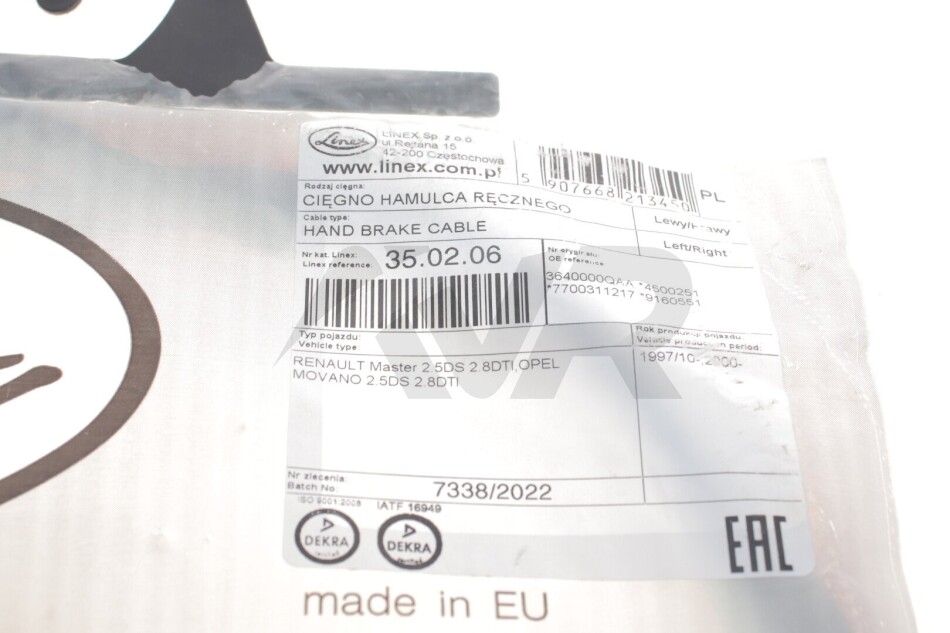 Linex
LINEX Sp. z o.o.
ul.Rejtana 16
42-200 Częstochowa
www.linex.com.pl
5 907668 213450
PL
Rodzaj cięgna:
CIĘGNO HAMULCA RĘCZNEGO
Lewy/Prawy
Cable type:
HAND BRAKE CABLE
Left/Right
Nr kat. Linex:
Linex reference:
35.02.06
OE reference:
3640000QAA *4500251
*7700311217 *9160551
Typ pojazdu:
Vehicle type:
RENAULT Master 2.5DS 2.8DTI,OPEL
MOVANO 2.5DS 2.8DTI
Rok produkcji pojazdu:
Vehicle production period:
1997/10-,2000-
Nr zlecenia:
Batch No:
7338/2022
ISO 9001:2008
IATF 16949
DEKRA
DEKRA
EAC
made in EU